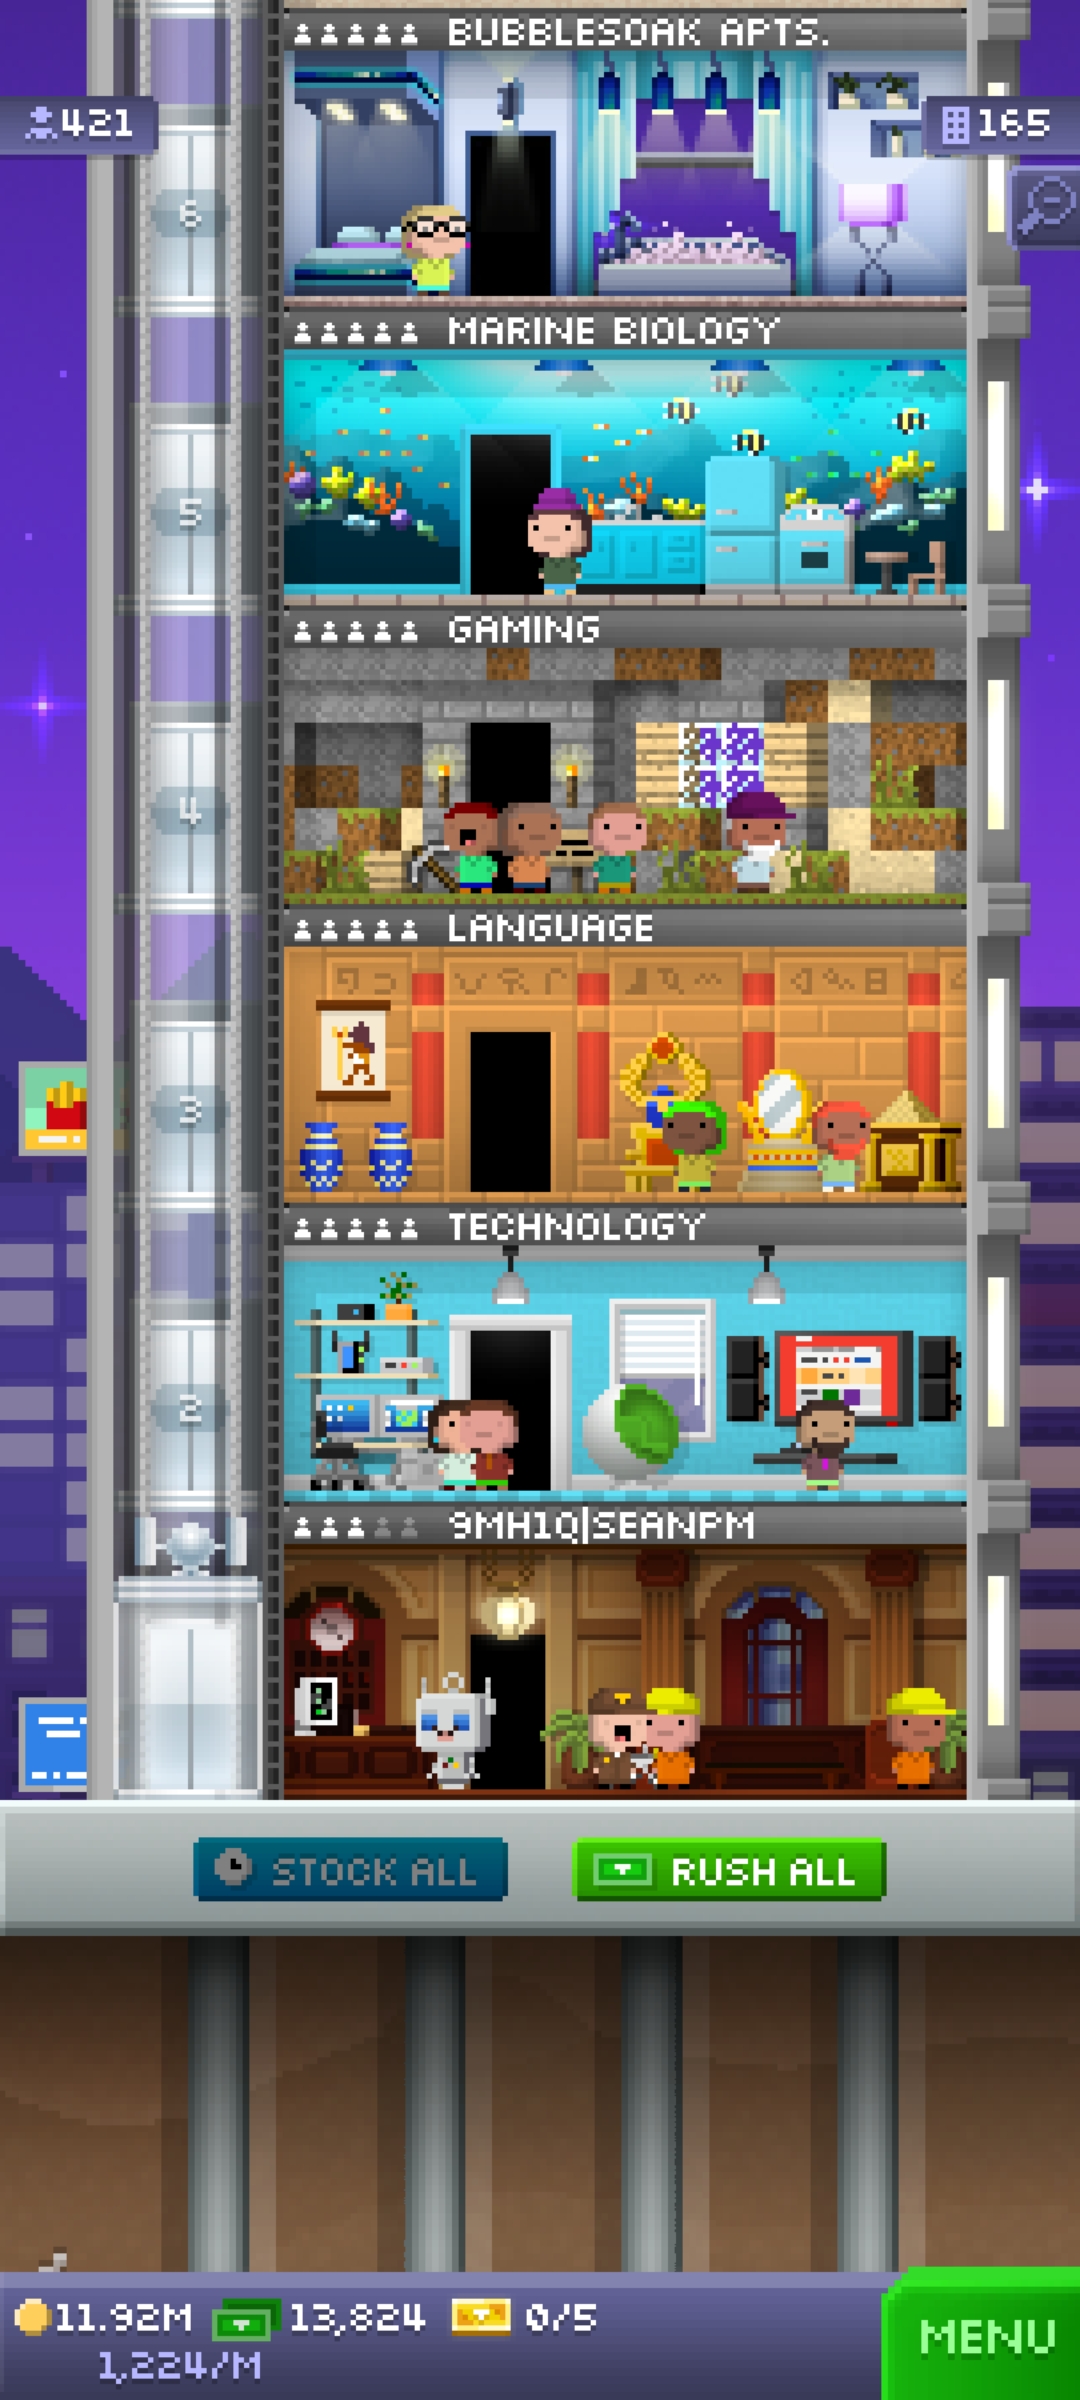 BUBBLESOAK APTS.
421
165
6
MARINE BIOLOGY
5
GAMING
4
LANGUAGE
3
TECHNOLOGY
2
9MH1Q|SEANPM
STOCK ALL
RUSH ALL
11.92M
13,824
0/5
1,224/M
MENU